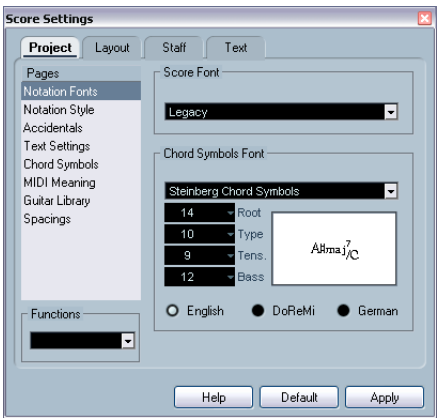 Score Settings
Project Layout Staff Text
Pages
Notation Fonts
Notation Style
Accidentals
Text Settings
Chord Symbols
MIDI Meaning
Guitar Library
Spacings
Functions
Score Font
Legacy
Chord Symbols Font
Steinberg Chord Symbols
14 Root
10 Type
9 Tens.
12 Bass
A#maj7/C
English DoReMi German
Help Default Apply